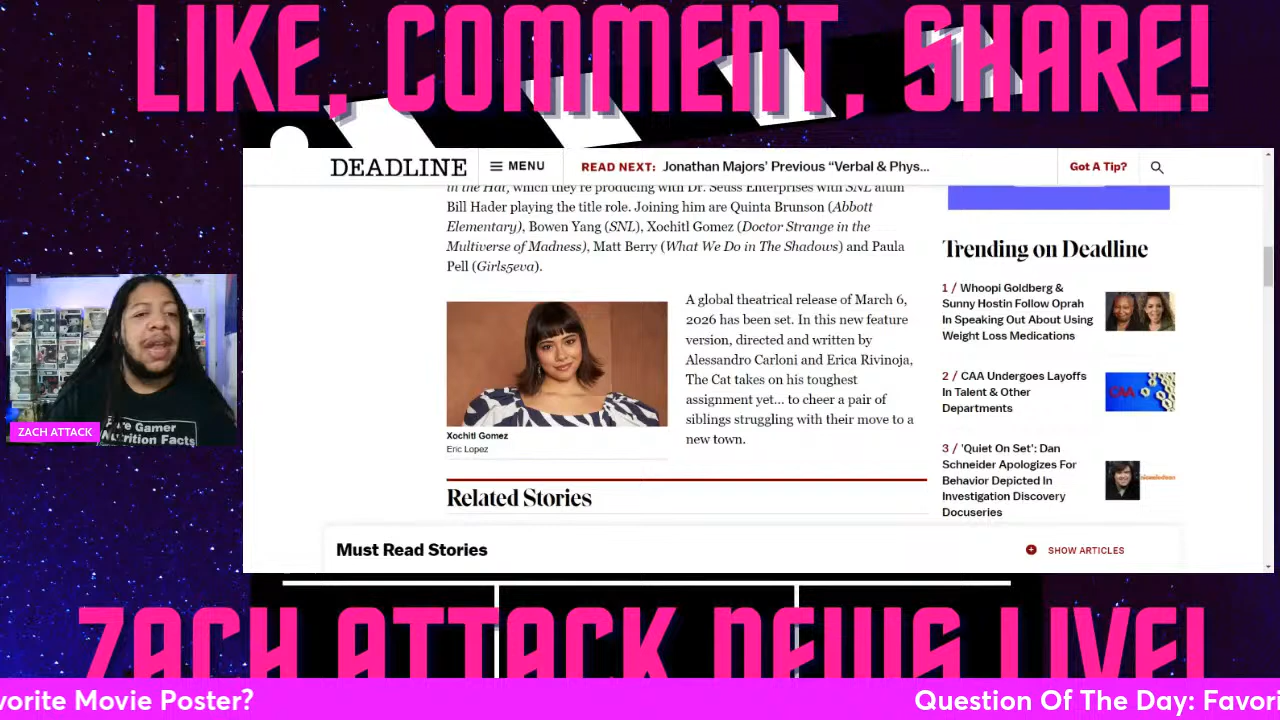 LIKE, COMMENT, SHARE!
DEADLINE
MENU
READ NEXT: Jonathan Majors' Previous “Verbal & Phys...
Got A Tip?
in the Hat, which they're producing with Dr. Seuss Enterprises with SNL alum
Bill Hader playing the title role. Joining him are Quinta Brunson (Abbott
Elementary), Bowen Yang (SNL), Xochitl Gomez (Doctor Strange in the
Multiverse of Madness), Matt Berry (What We Do in The Shadows) and Paula
Pell (Girls5eva).
A global theatrical release of March 6,
2026 has been set. In this new feature
version, directed and written by
Alessandro Carloni and Erica Rivinoja,
The Cat takes on his toughest
assignment yet... to cheer a pair of
siblings struggling with their move to a
new town.
Xochitl Gomez
Eric Lopez
Related Stories
Trending on Deadline
1 / Whoopi Goldberg &
Sunny Hostin Follow Oprah
In Speaking Out About Using
Weight Loss Medications
2 / CAA Undergoes Layoffs
In Talent & Other
Departments
CAA
3 / 'Quiet On Set': Dan
Schneider Apologizes For
Behavior Depicted In
Investigation Discovery
Docuseries
Must Read Stories
SHOW ARTICLES
Gamer
Nutrition Facts
ZACH ATTACK
ZACH ATTACK NEWS LIVE!
vorite Movie Poster?
Question Of The Day: Favori